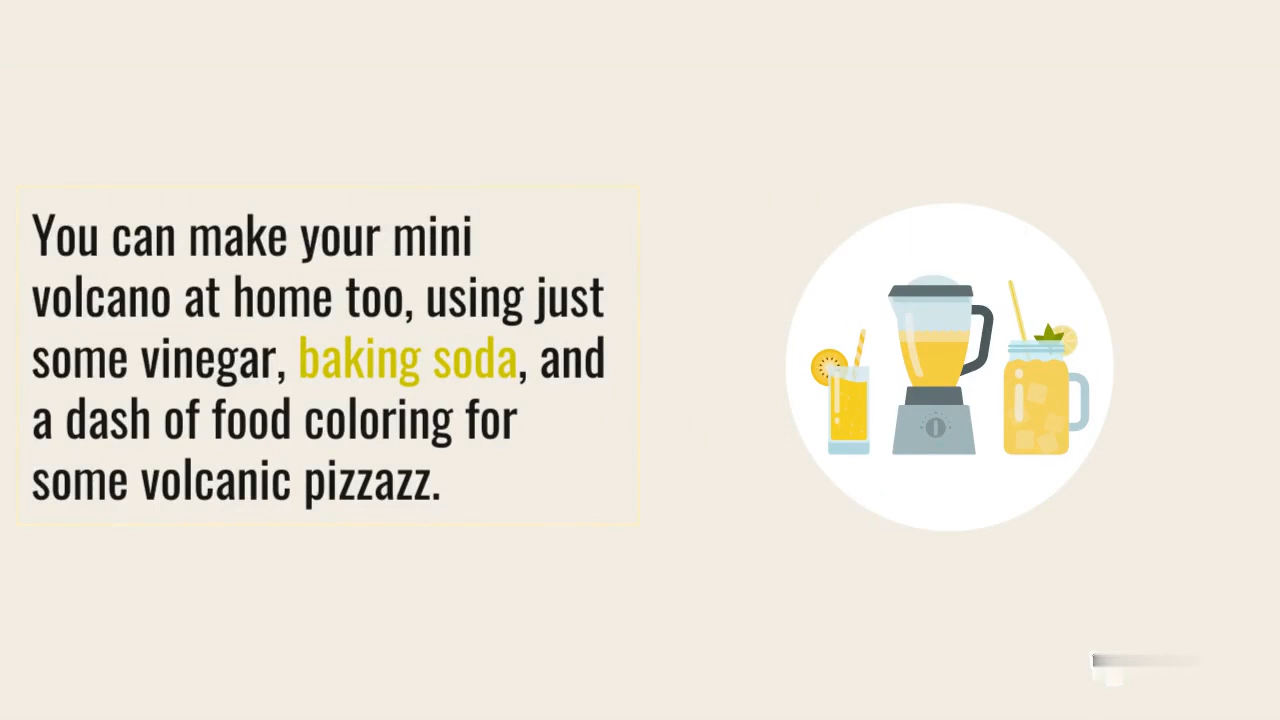 You can make your mini
volcano at home too, using just
some vinegar, baking soda, and
a dash of food coloring for
some volcanic pizzazz.